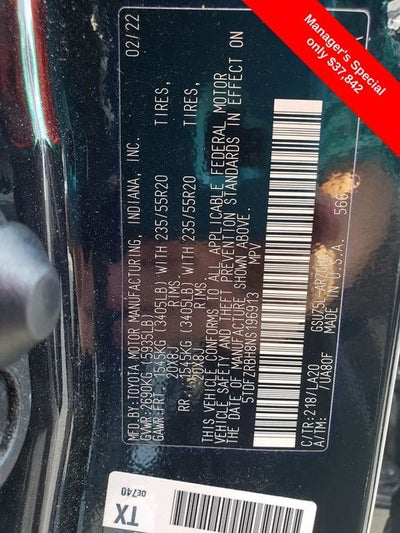 Manager's Special
only $37,842
BY:TOYOTA MOTOR MANUFACTURING, INDIANA, INC. 02/22
GVWR:2690KG (5935LB)
GAWR:FRT 1545KG (3405LB) WITH 235/55R20 TIRES,
20X8J RIMS
RR 1545KG (3405LB) WITH 235/55R20 TIRES,
20X8J RIMS
THIS VEHICLE CONFORMS TO ALL APPLICABLE FEDERAL MOTOR
VEHICLE SAFETY AND THEFT PREVENTION STANDARDS IN EFFECT ON
THE DATE OF MANUFACTURE SHOWN ABOVE.
MPV
C/TR:218/LA20
A/TM: /UA80F MADE IN U.S.A. 566
TX
0E740